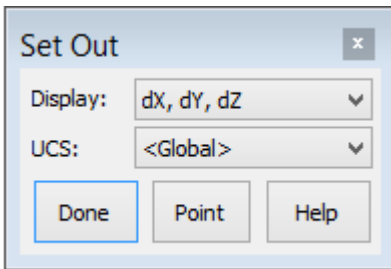 Set Out
x
Display: dX, dY, dZ
UCS: <Global>
Done Point Help